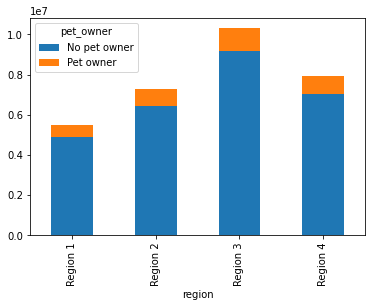 1e7
pet_owner
No pet owner
Pet owner
1.0
0.8
0.6
0.4
0.2
0.0
Region 1
Region 2
Region 3
Region 4
region